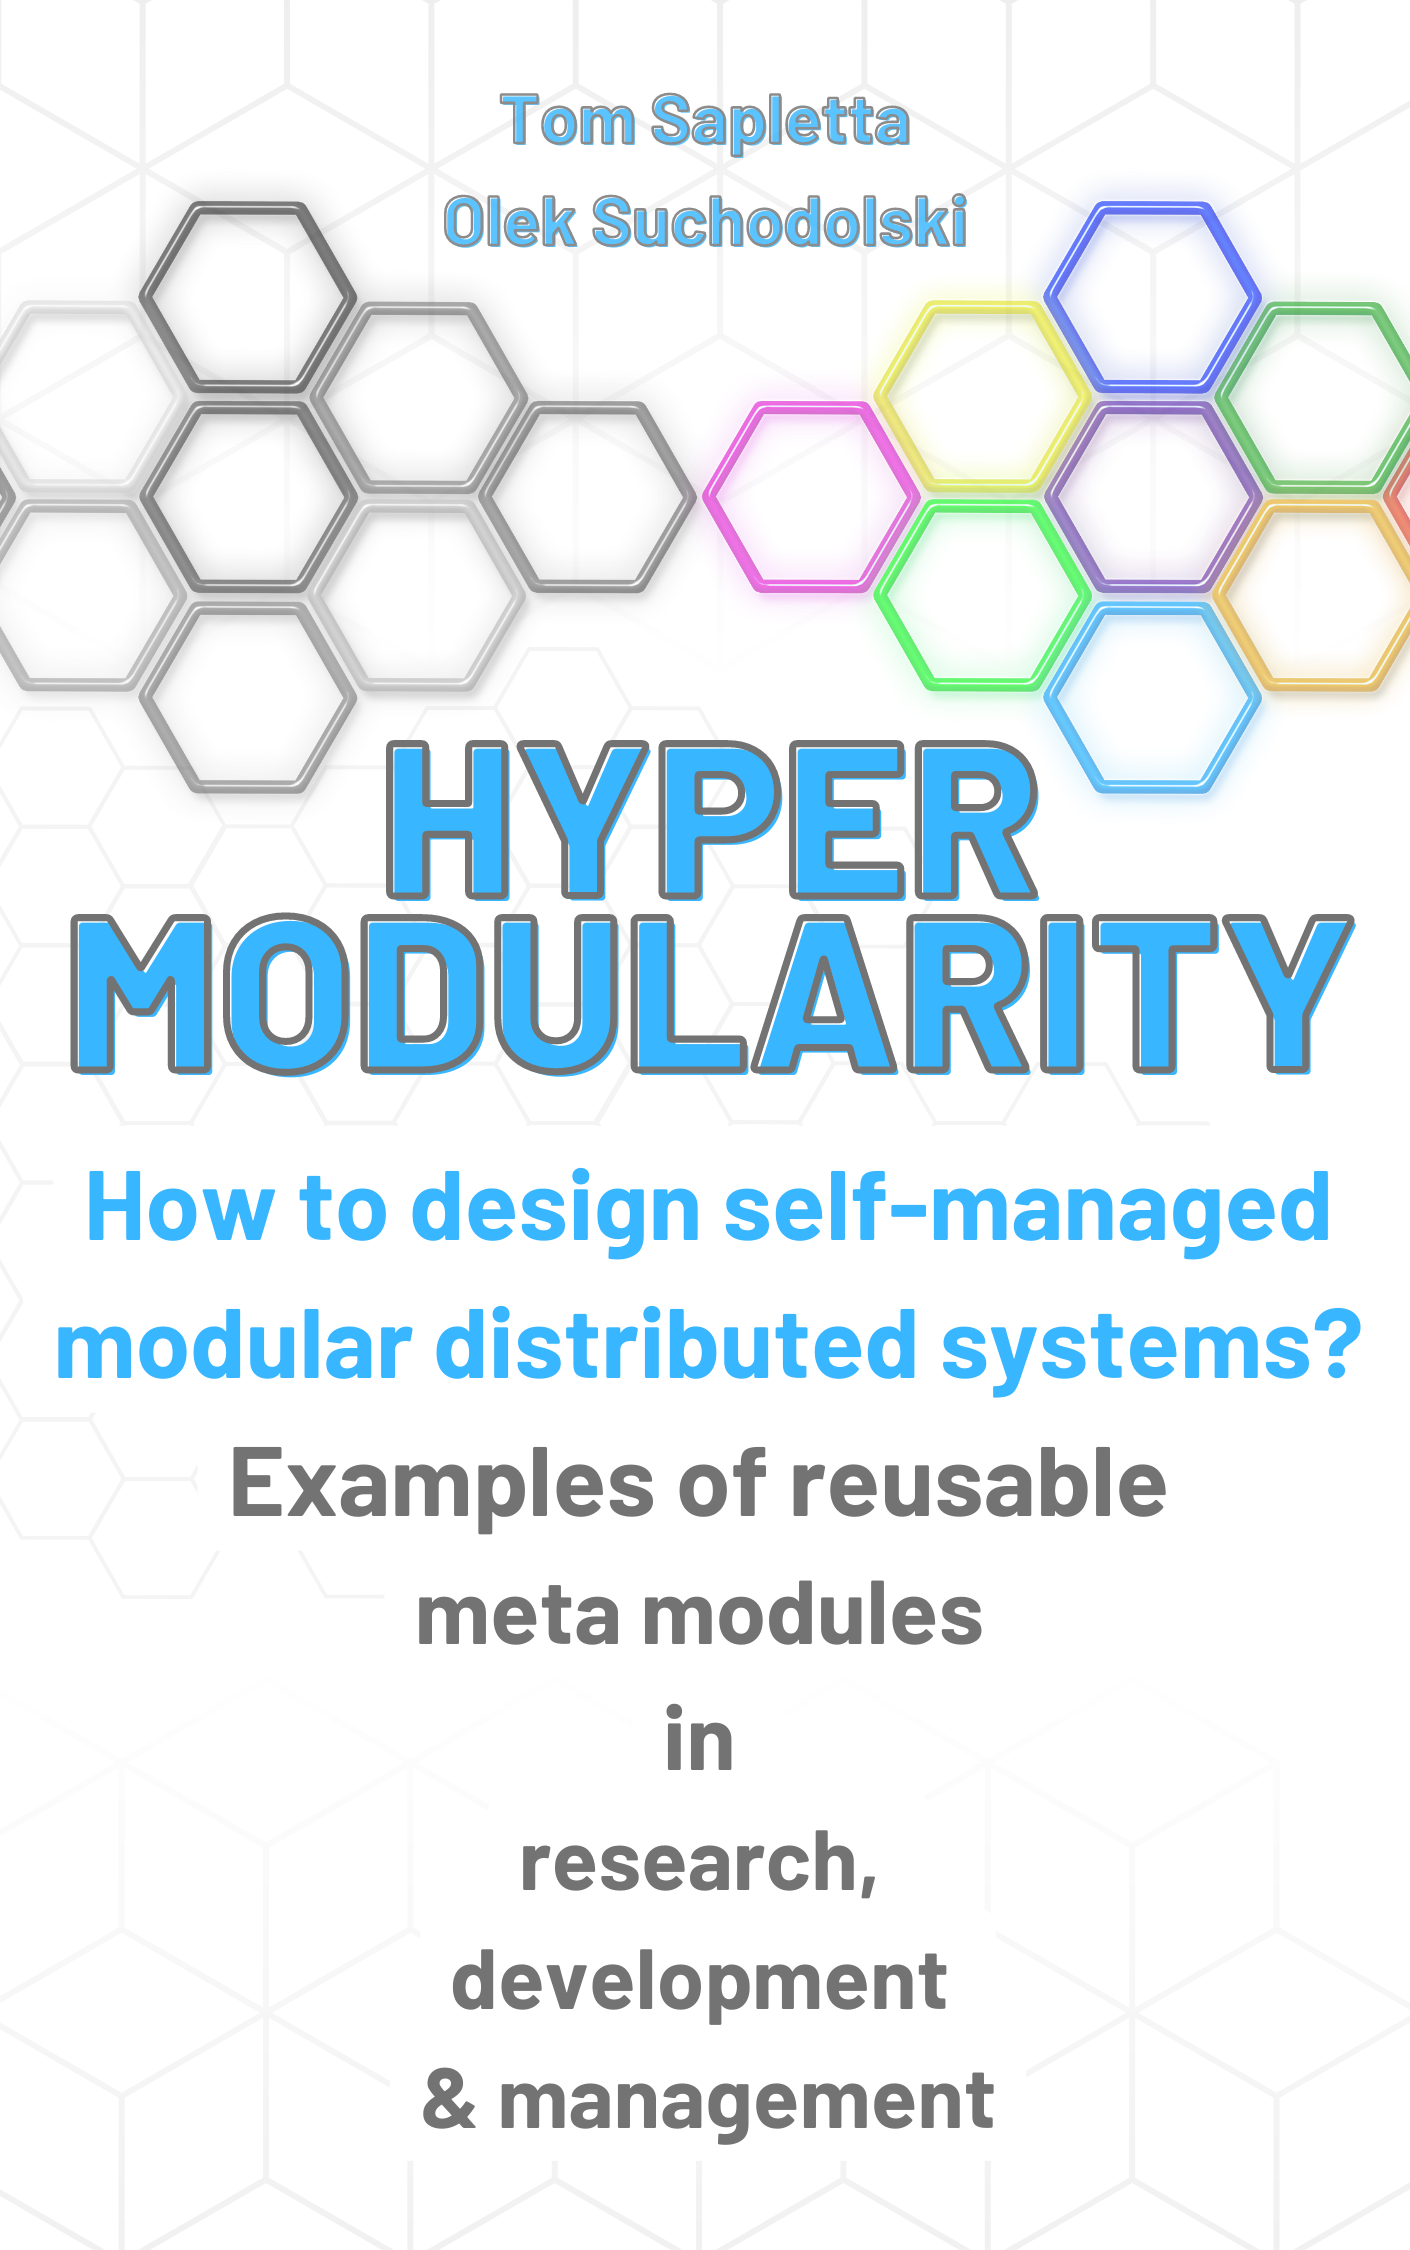 Tom Sapletta
Olek Suchodolski
HYPER
MODULARITY
How to design self-managed
modular distributed systems?
Examples of reusable
meta modules
in
research,
development
& management